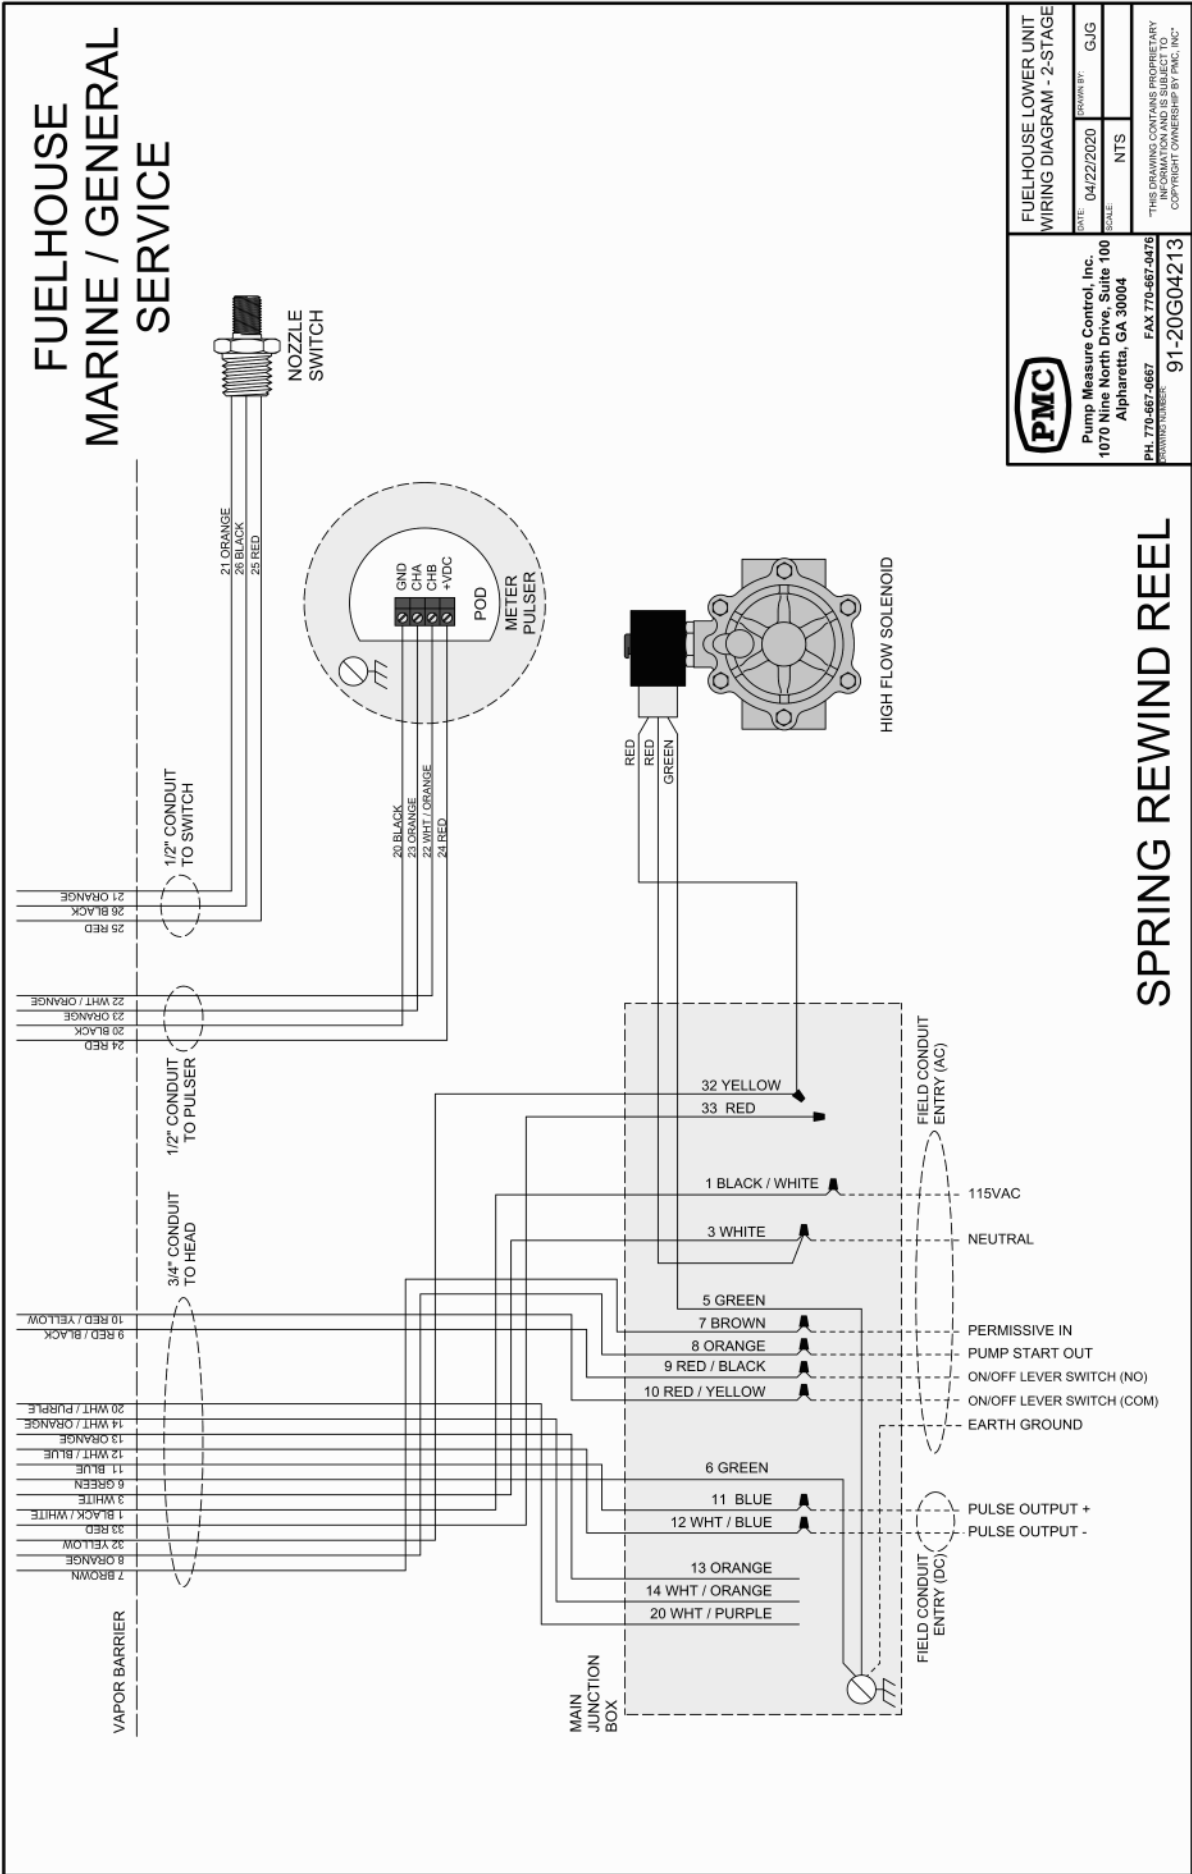 FUELHOUSE
MARINE / GENERAL
SERVICE
NOZZLE
SWITCH
21 ORANGE
26 BLACK
25 RED
GND
CHA
CHB
+VDC
POD
METER
PULSER
20 BLACK
23 ORANGE
22 WHT / ORANGE
24 RED
1/2" CONDUIT
TO SWITCH
21 ORANGE
26 BLACK
25 RED
22 WHT / ORANGE
23 ORANGE
20 BLACK
24 RED
1/2" CONDUIT
TO PULSER
3/4" CONDUIT
TO HEAD
10 RED / YELLOW
9 RED / BLACK
20 WHT / PURPLE
14 WHT / ORANGE
13 ORANGE
12 WHT / BLUE
11 BLUE
6 GREEN
3 WHITE
1 BLACK / WHITE
33 RED
32 YELLOW
8 ORANGE
7 BROWN
VAPOR BARRIER
RED
RED
GREEN
HIGH FLOW SOLENOID
MAIN
JUNCTION
BOX
32 YELLOW
33 RED
1 BLACK / WHITE
3 WHITE
5 GREEN
7 BROWN
8 ORANGE
9 RED / BLACK
10 RED / YELLOW
6 GREEN
11 BLUE
12 WHT / BLUE
13 ORANGE
14 WHT / ORANGE
20 WHT / PURPLE
FIELD CONDUIT
ENTRY (AC)
115VAC
NEUTRAL
PERMISSIVE IN
PUMP START OUT
ON/OFF LEVER SWITCH (NO)
ON/OFF LEVER SWITCH (COM)
EARTH GROUND
PULSE OUTPUT +
PULSE OUTPUT -
FIELD CONDUIT
ENTRY (DC)
SPRING REWIND REEL
PMC
Pump Measure Control, Inc.
1070 Nine North Drive, Suite 100
Alpharetta, GA 30004
PH. 770-667-0667 FAX 770-667-0476
DRAWING NUMBER:
91-20G04213
FUELHOUSE LOWER UNIT
WIRING DIAGRAM - 2-STAGE
DATE: 04/22/2020
DRAWN BY: GJG
SCALE: NTS
"THIS DRAWING CONTAINS PROPRIETARY
INFORMATION AND IS SUBJECT TO
COPYRIGHT OWNERSHIP BY PMC, INC"